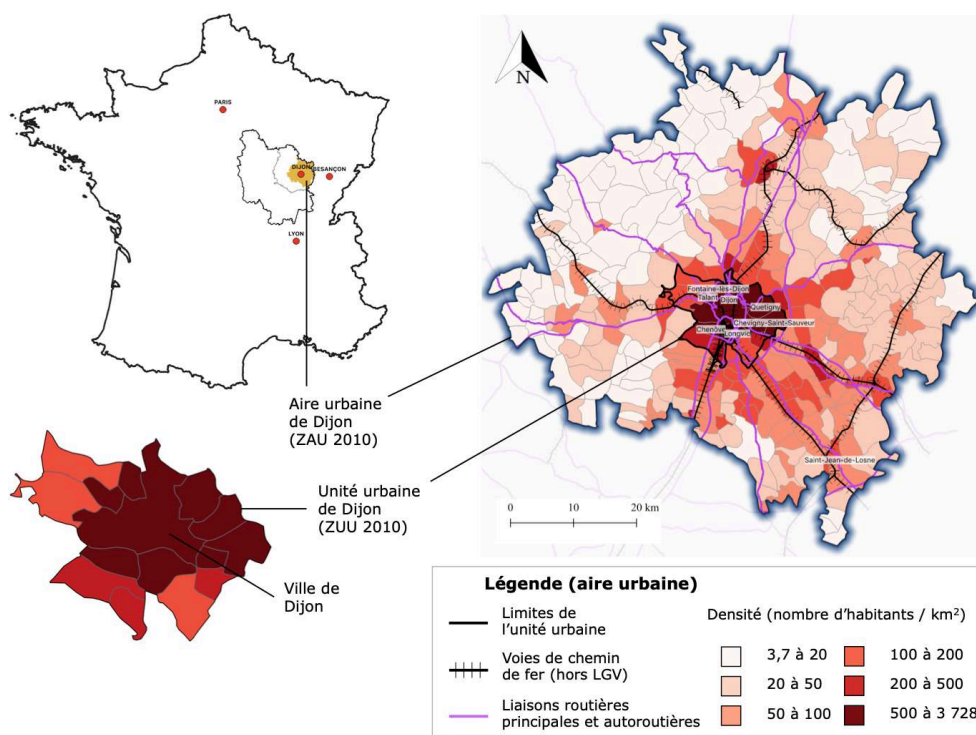 PARIS
DIJON
BESANÇON
LYON
N
Fontaine-lès-Dijon
Talant
Dijon
Quetigny
Chevigny-Saint-Sauveur
Chenôve
Longvic
Saint-Jean-de-Losne
0 10 20 km
Aire urbaine
de Dijon
(ZAU 2010)
Unité urbaine
de Dijon
(ZUU 2010)
Ville de
Dijon
Légende (aire urbaine)
Limites de
l'unité urbaine
Voies de chemin
de fer (hors LGV)
Liaisons routières
principales et autoroutières
Densité (nombre d'habitants / km²)
3,7 à 20
20 à 50
50 à 100
100 à 200
200 à 500
500 à 3 728